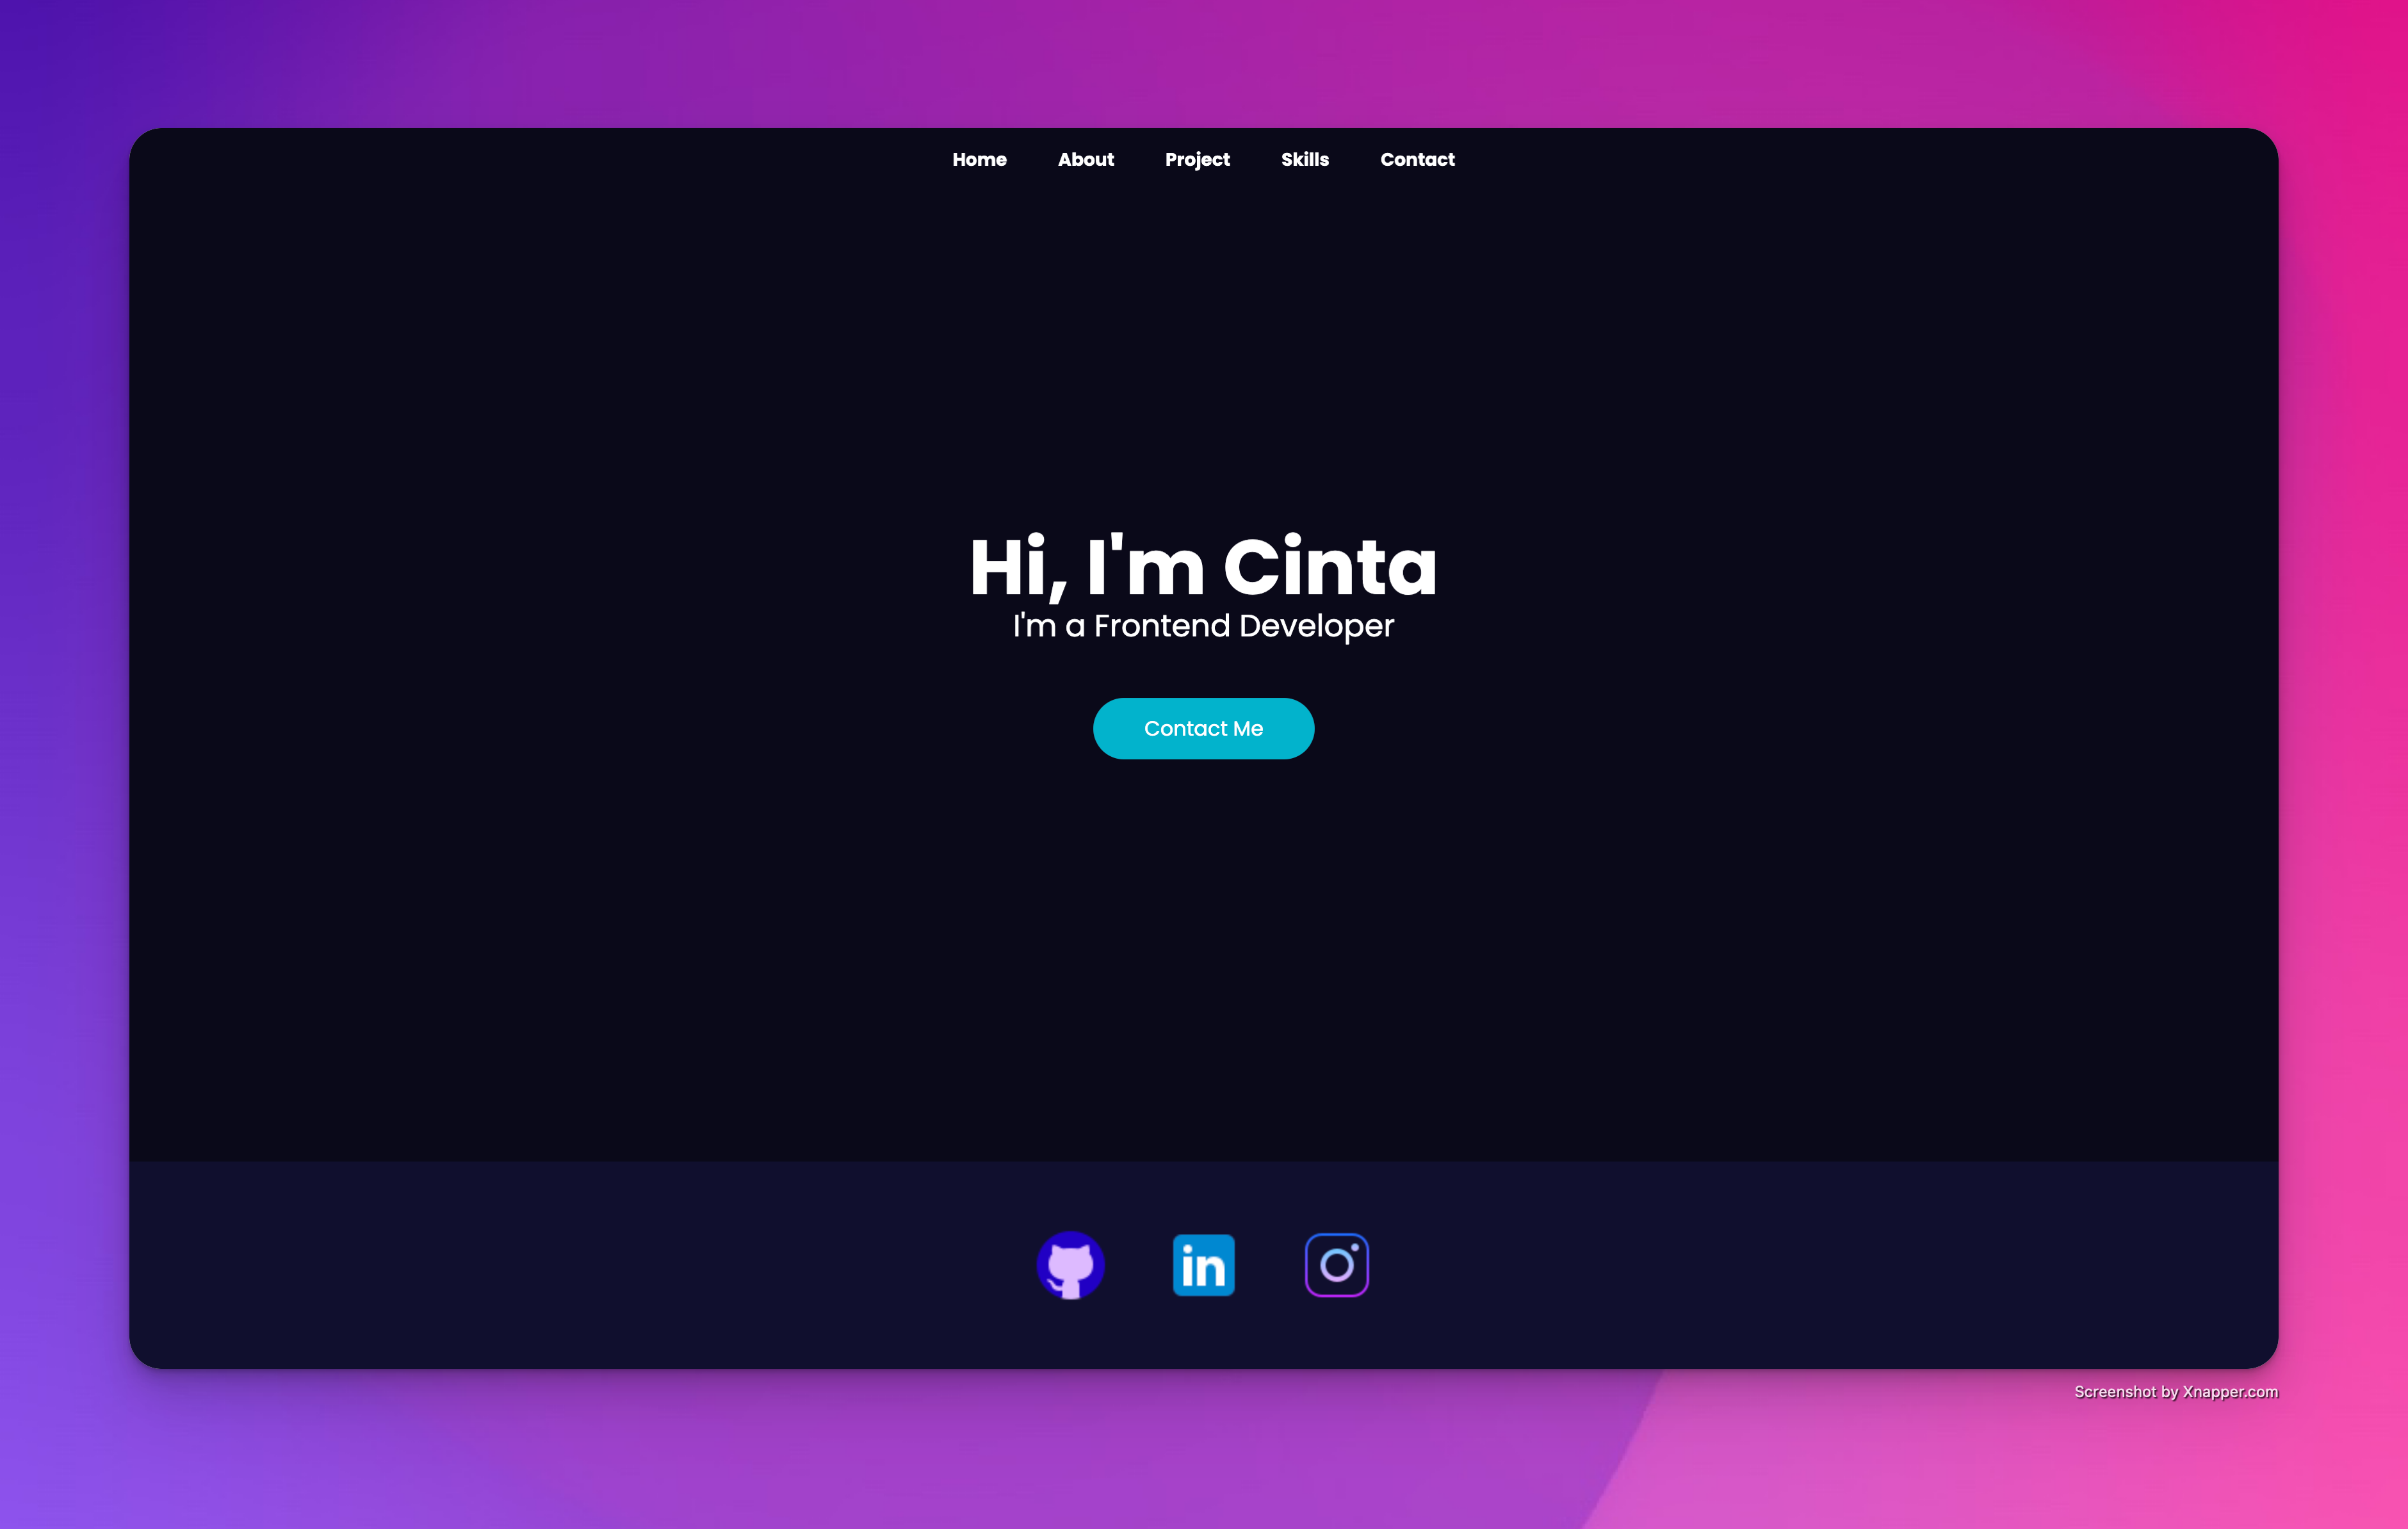 Home About Project Skills Contact
Hi, I'm Cinta
I'm a Frontend Developer
Contact Me
in
Screenshot by Xnapper.com